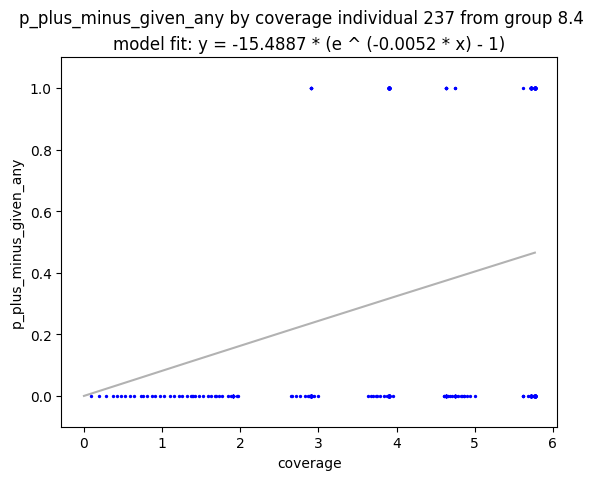 p_plus_minus_given_any by coverage individual 237 from group 8.4
model fit: y = -15.4887 * (e ^ (-0.0052 * x) - 1)
1.0
0.8
0.6
0.4
0.2
0.0
p_plus_minus_given_any
0 1 2 3 4 5 6
coverage